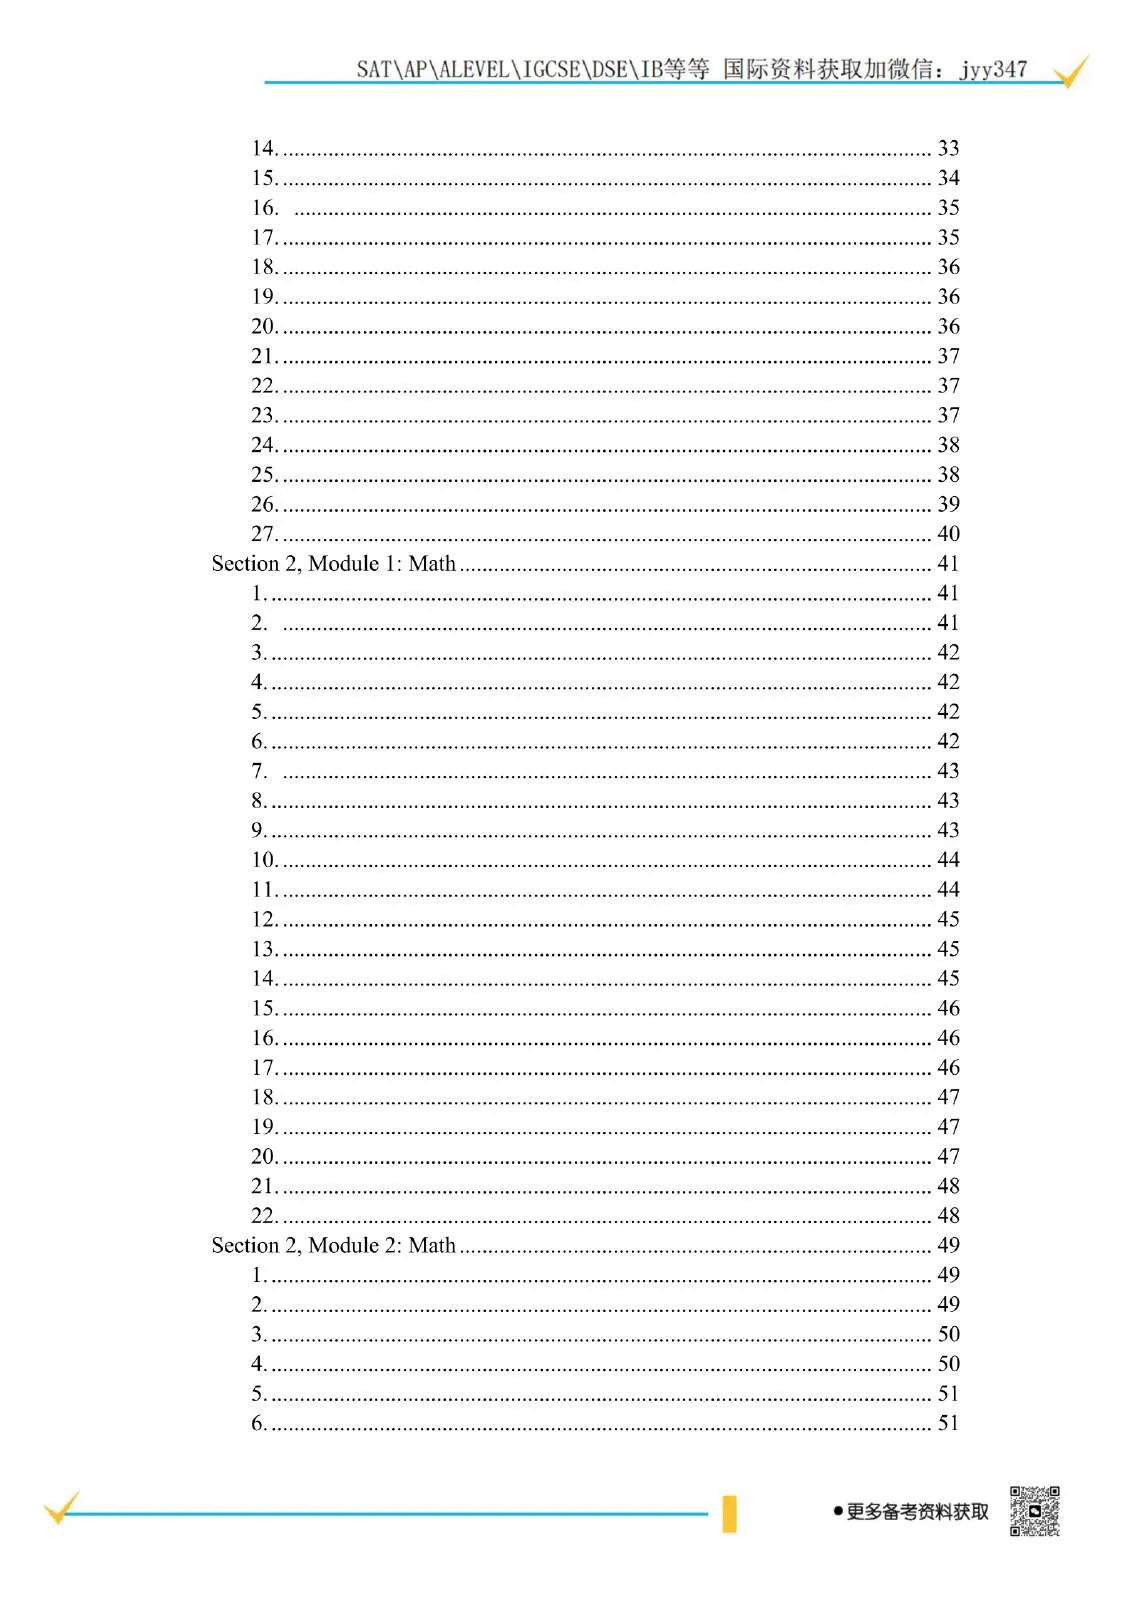 SAT\AP\ALEVEL\IGCSE\DSE\IB等等 国际资料获取加微信：jyy347
14. ........ 33
15. ........ 34
16. ........ 35
17. ........ 35
18. ........ 36
19. ........ 36
20. ........ 36
21. ........ 37
22. ........ 37
23. ........ 37
24. ........ 38
25. ........ 38
26. ........ 39
27. ........ 40
Section 2, Module 1: Math ........ 41
1. ........ 41
2. ........ 41
3. ........ 42
4. ........ 42
5. ........ 42
6. ........ 42
7. ........ 43
8. ........ 43
9. ........ 43
10. ........ 44
11. ........ 44
12. ........ 45
13. ........ 45
14. ........ 45
15. ........ 46
16. ........ 46
17. ........ 46
18. ........ 47
19. ........ 47
20. ........ 47
21. ........ 48
22. ........ 48
Section 2, Module 2: Math ........ 49
1. ........ 49
2. ........ 49
3. ........ 50
4. ........ 50
5. ........ 51
6. ........ 51
●更多备考资料获取